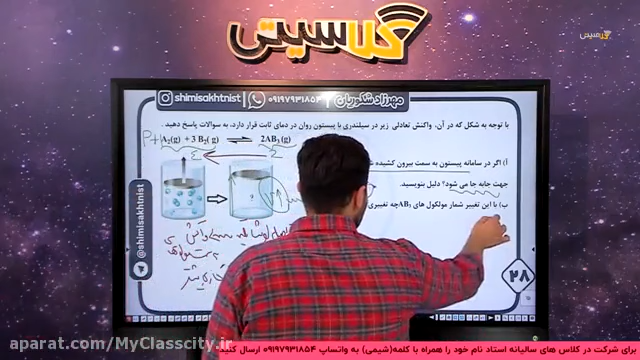 کلاسیتی
کلاسیتی
shimisakhtnist
۰۹۱۹۷۹۳۱۸۵۴
مهرزاد شکوریان
با توجه به شکل که در آن، واکنش تعادلی زیر در سیلندری با پیستون روان در دمای ثابت قرار دارد، به سوالات پاسخ دهید.
A₂(g) + 3 B₂(g) ⇌ 2AB₃(g)
آ) اگر در سامانه پیستون به سمت بیرون کشیده
جهت جابه جا می شود؟ دلیل بنویسید.
ب) با این تغییر شمار مولکول های AB₃ چه تغییری
@shimisakhtnist
۲۸
aparat.com/MyClasscity.ir
برای شرکت در کلاس های سالیانه استاد نام خود را همراه با کلمه(شیمی) به واتساپ ۰۹۱۹۷۹۳۱۸۵۴ ارسال کنید.